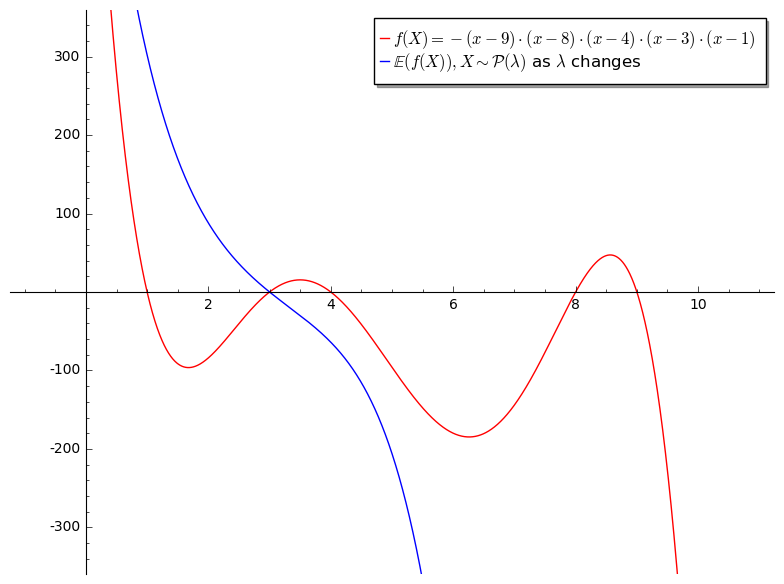 f(X) = −(x − 9) · (x − 8) · (x − 4) · (x − 3) · (x − 1)
𝔼(f(X)), X ∼ 𝒫(λ) as λ changes
300
200
100
2 4 6 8 10
-100
-200
-300